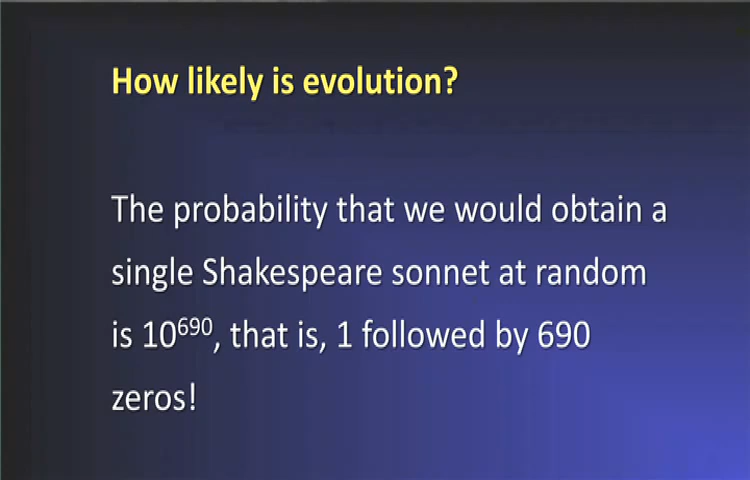 How likely is evolution?
The probability that we would obtain a
single Shakespeare sonnet at random
is 10⁶⁹⁰, that is, 1 followed by 690
zeros!